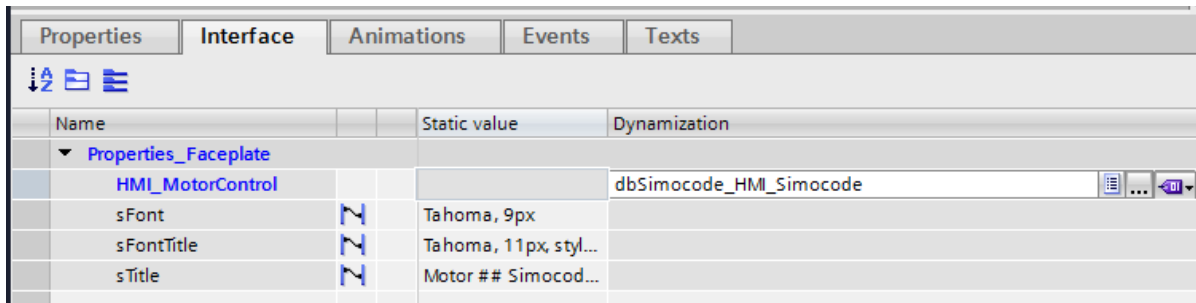 Properties Interface Animations Events Texts
Name Static value Dynamization
Properties_Faceplate
HMI_MotorControl dbSimocode_HMI_Simocode
sFont Tahoma, 9px
sFontTitle Tahoma, 11px, styl...
sTitle Motor ## Simocod...